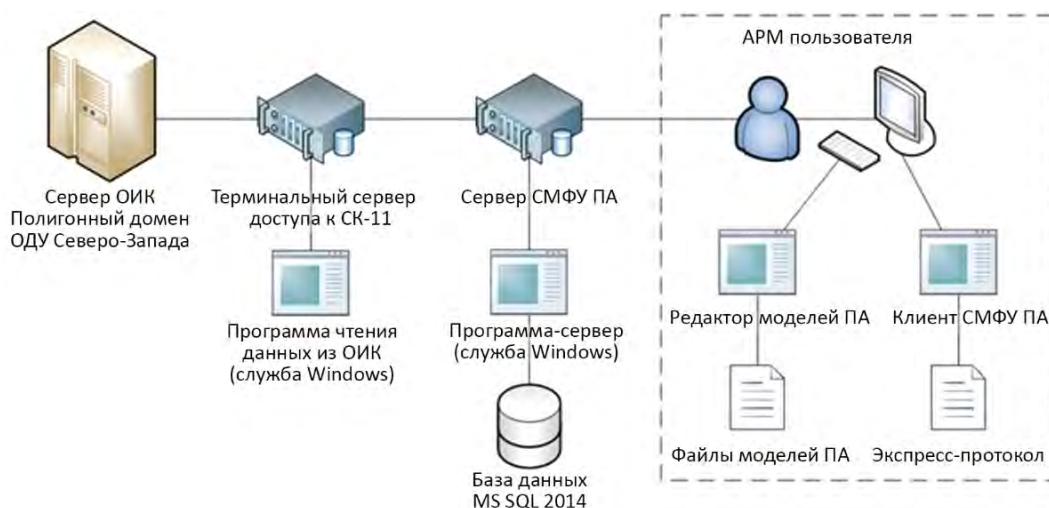 АРМ пользователя
Сервер ОИК
Полигонный домен
ОДУ Северо-Запада
Терминальный сервер
доступа к СК-11
Сервер СМФУ ПА
Программа чтения
данных из ОИК
(служба Windows)
Программа-сервер
(служба Windows)
Редактор моделей ПА
Клиент СМФУ ПА
База данных
MS SQL 2014
Файлы моделей ПА
Экспресс-протокол